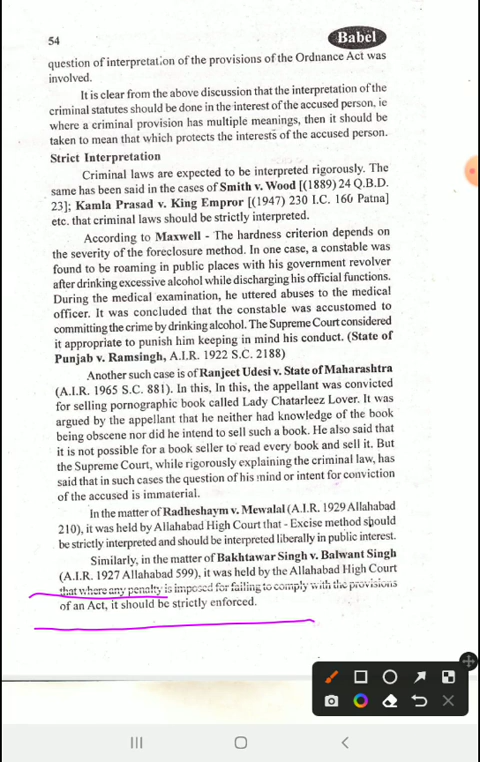 54
Babel
question of interpretation of the provisions of the Ordnance Act was
involved.
It is clear from the above discussion that the interpretation of the
criminal statutes should be done in the interest of the accused person, ie
where a criminal provision has multiple meanings, then it should be
taken to mean that which protects the interests of the accused person.
Strict Interpretation
Criminal laws are expected to be interpreted rigorously. The
same has been said in the cases of Smith v. Wood [(1889) 24 Q.B.D.
23]; Kamla Prasad v. King Empror [(1947) 230 I.C. 160 Patna]
etc. that criminal laws should be strictly interpreted.
According to Maxwell - The hardness criterion depends on
the severity of the foreclosure method. In one case, a constable was
found to be roaming in public places with his government revolver
after drinking excessive alcohol while discharging his official functions.
During the medical examination, he uttered abuses to the medical
officer. It was concluded that the constable was accustomed to
committing the crime by drinking alcohol. The Supreme Court considered
it appropriate to punish him keeping in mind his conduct. (State of
Punjab v. Ramsingh, A.I.R. 1922 S.C. 2188)
Another such case is of Ranjeet Udesi v. State of Maharashtra
(A.I.R. 1965 S.C. 881). In this, In this, the appellant was convicted
for selling pornographic book called Lady Chatarleez Lover. It was
argued by the appellant that he neither had knowledge of the book
being obscene nor did he intend to sell such a book. He also said that
it is not possible for a book seller to read every book and sell it. But
the Supreme Court, while rigorously explaining the criminal law, has
said that in such cases the question of his mind or intent for conviction
of the accused is immaterial.
In the matter of Radheshaym v. Mewalal (A.I.R. 1929 Allahabad
210), it was held by Allahabad High Court that - Excise method should
be strictly interpreted and should be interpreted liberally in public interest.
Similarly, in the matter of Bakhtawar Singh v. Balwant Singh
(A.I.R. 1927 Allahabad 599), it was held by the Allahabad High Court
that where any penalty is imposed for failing to comply with the provisions
of an Act, it should be strictly enforced.